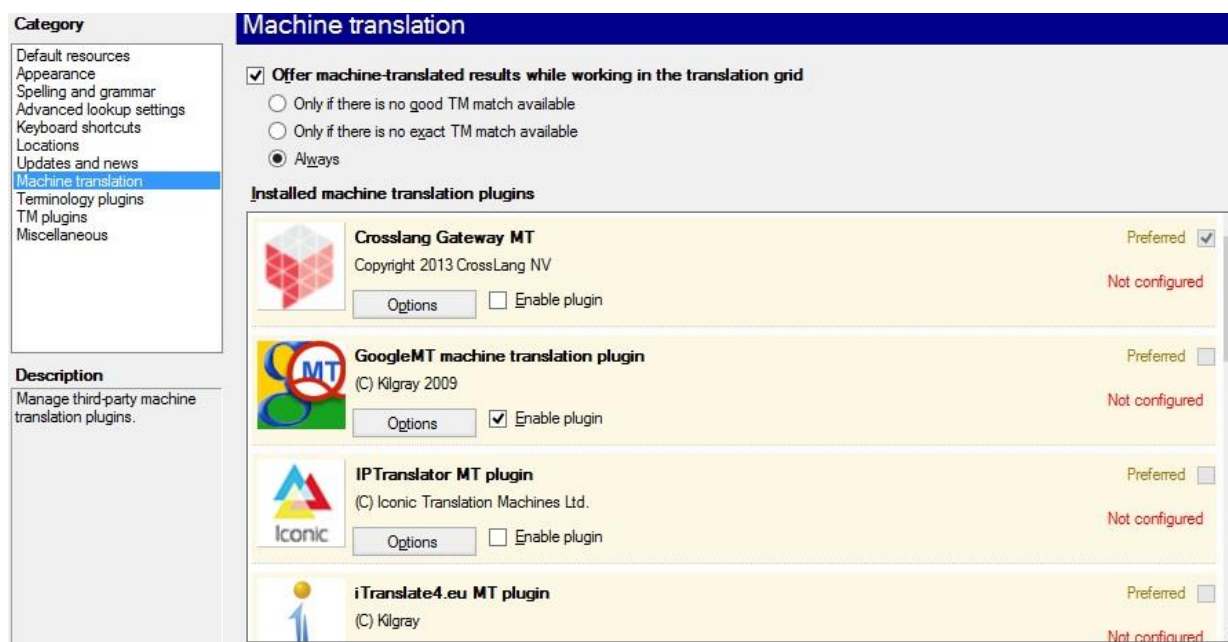 Category
Default resources
Appearance
Spelling and grammar
Advanced lookup settings
Keyboard shortcuts
Locations
Updates and news
Machine translation
Terminology plugins
TM plugins
Miscellaneous
Description
Manage third-party machine
translation plugins.
Machine translation
Offer machine-translated results while working in the translation grid
Only if there is no good TM match available
Only if there is no exact TM match available
Always
Installed machine translation plugins
Crosslang Gateway MT
Preferred
Copyright 2013 CrossLang NV
Not configured
Options
Enable plugin
MT
GoogleMT machine translation plugin
Preferred
(C) Kilgray 2009
Not configured
Options
Enable plugin
Iconic
IPTranslator MT plugin
Preferred
(C) Iconic Translation Machines Ltd.
Not configured
Options
Enable plugin
iTranslate4.eu MT plugin
Preferred
(C) Kilgray
Not configured